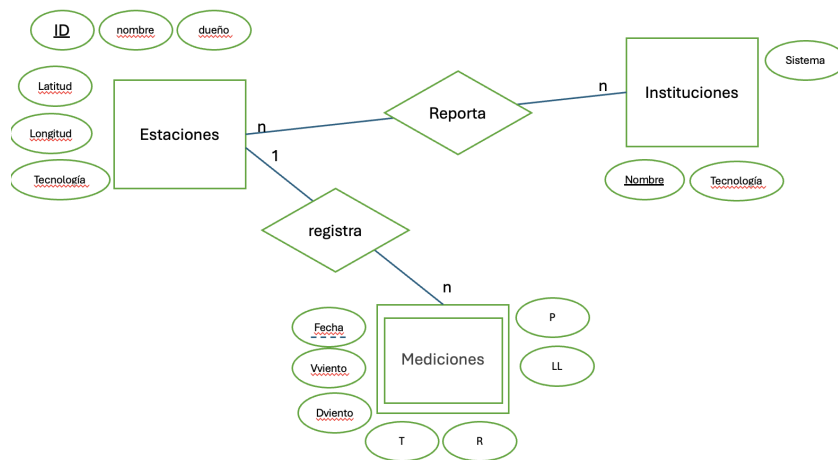 ID
nombre
dueño
Latitud
Longitud
Tecnología
Estaciones
n
1
Reporta
n
Instituciones
Sistema
Nombre
Tecnología
registra
n
Fecha
Vviento
Dviento
Mediciones
P
LL
T
R